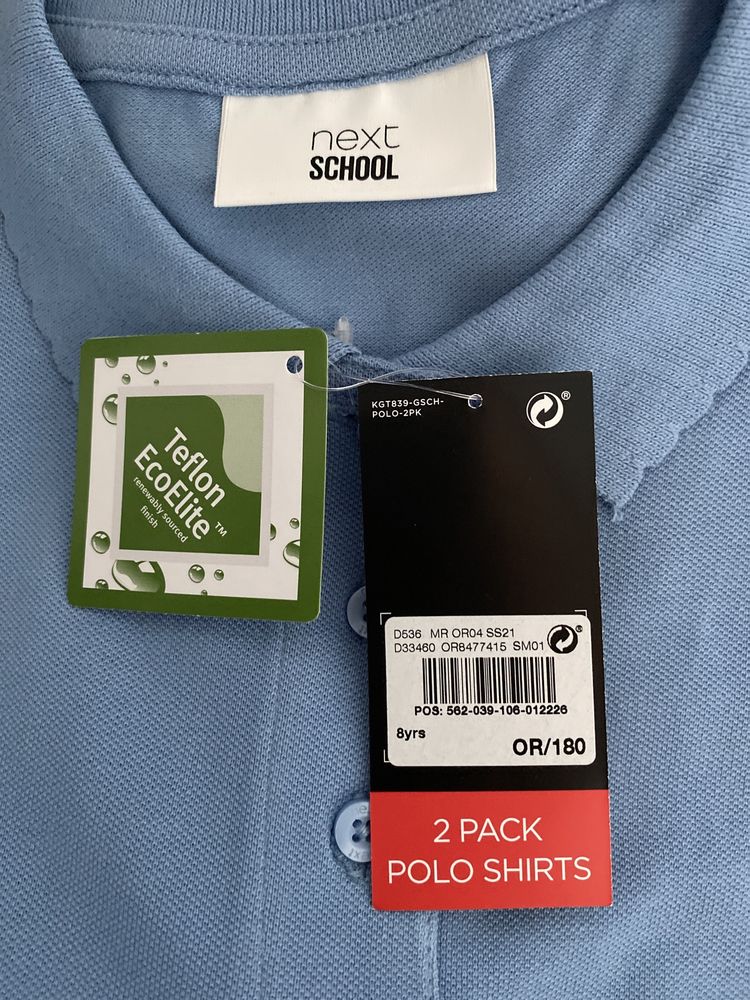 next
SCHOOL
Teflon
EcoElite™
renewably sourced
finish
KGT839-GSCH-
POLO-2PK
®
D536 MR OR04 SS21
D33460 OR8477415 SM01
POS: 562-039-106-012226
8yrs
OR/180
2 PACK
POLO SHIRTS